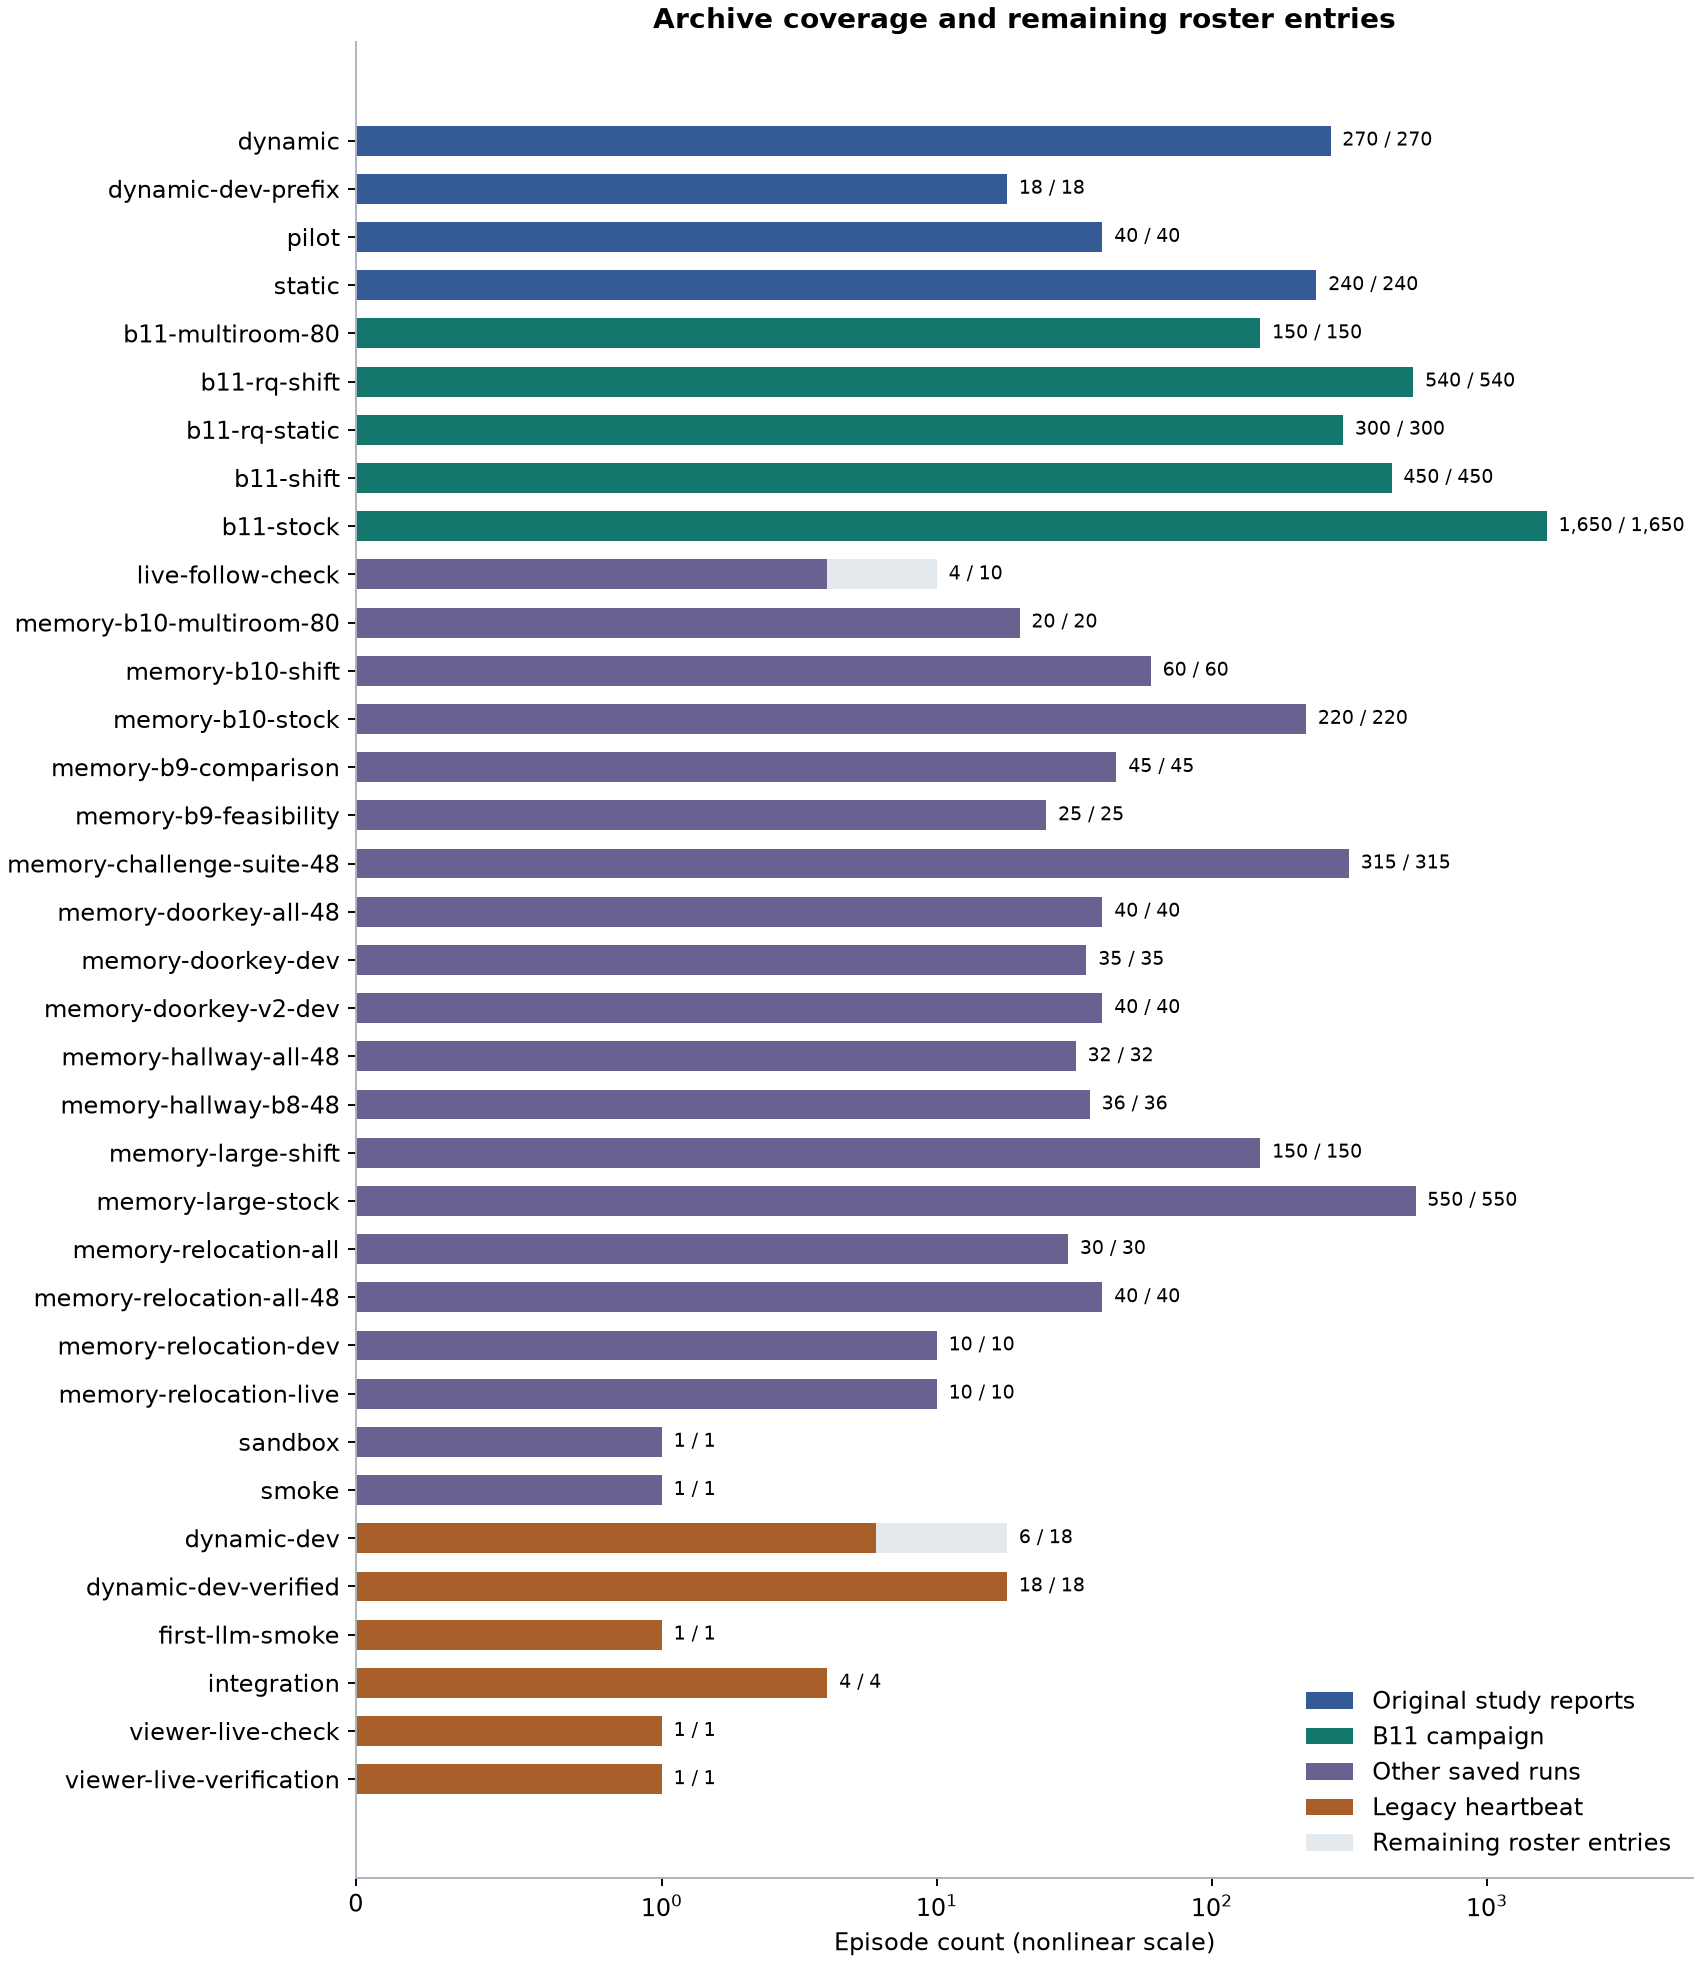 Archive coverage and remaining roster entries
dynamic 270 / 270
dynamic-dev-prefix 18 / 18
pilot 40 / 40
static 240 / 240
b11-multiroom-80 150 / 150
b11-rq-shift 540 / 540
b11-rq-static 300 / 300
b11-shift 450 / 450
b11-stock 1,650 / 1,650
live-follow-check 4 / 10
memory-b10-multiroom-80 20 / 20
memory-b10-shift 60 / 60
memory-b10-stock 220 / 220
memory-b9-comparison 45 / 45
memory-b9-feasibility 25 / 25
memory-challenge-suite-48 315 / 315
memory-doorkey-all-48 40 / 40
memory-doorkey-dev 35 / 35
memory-doorkey-v2-dev 40 / 40
memory-hallway-all-48 32 / 32
memory-hallway-b8-48 36 / 36
memory-large-shift 150 / 150
memory-large-stock 550 / 550
memory-relocation-all 30 / 30
memory-relocation-all-48 40 / 40
memory-relocation-dev 10 / 10
memory-relocation-live 10 / 10
sandbox 1 / 1
smoke 1 / 1
dynamic-dev 6 / 18
dynamic-dev-verified 18 / 18
first-llm-smoke 1 / 1
integration 4 / 4
viewer-live-check 1 / 1
viewer-live-verification 1 / 1
Original study reports
B11 campaign
Other saved runs
Legacy heartbeat
Remaining roster entries
0 10⁰ 10¹ 10² 10³
Episode count (nonlinear scale)